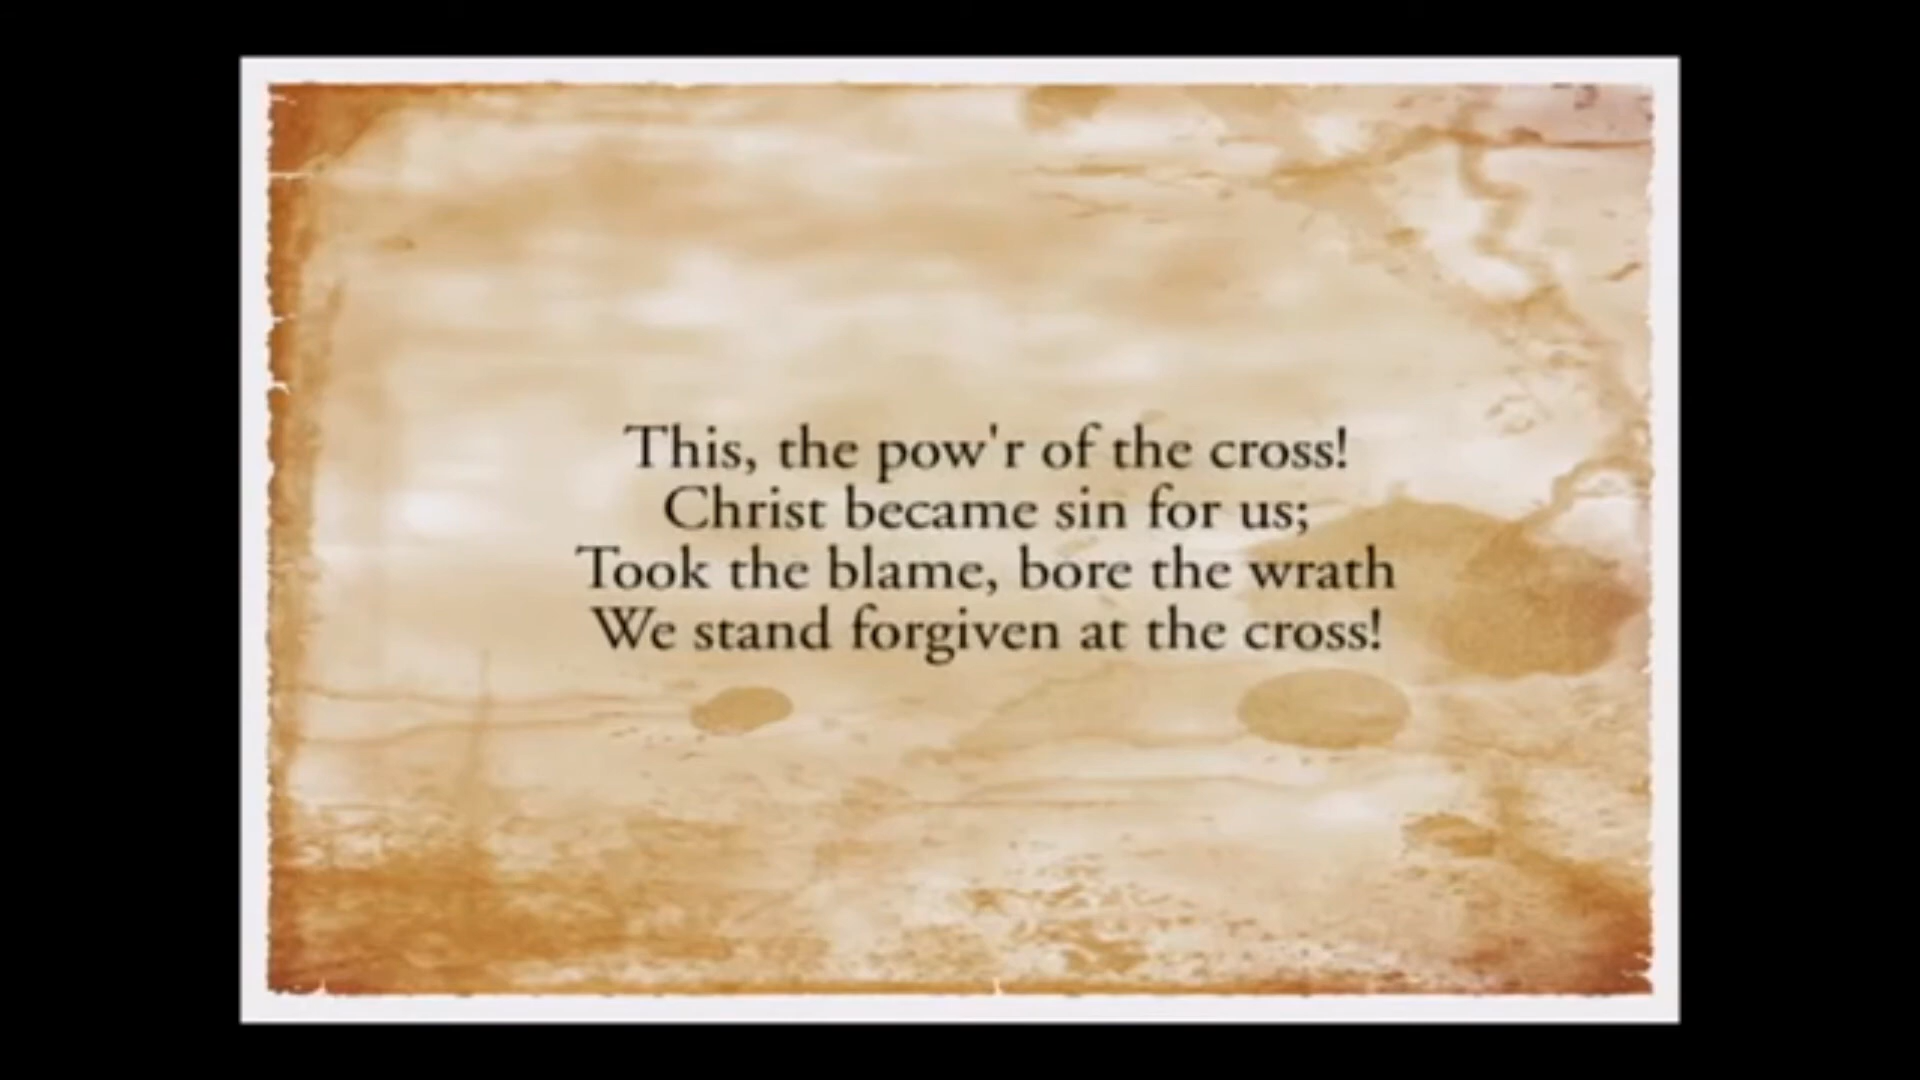 This, the pow'r of the cross!
Christ became sin for us;
Took the blame, bore the wrath
We stand forgiven at the cross!